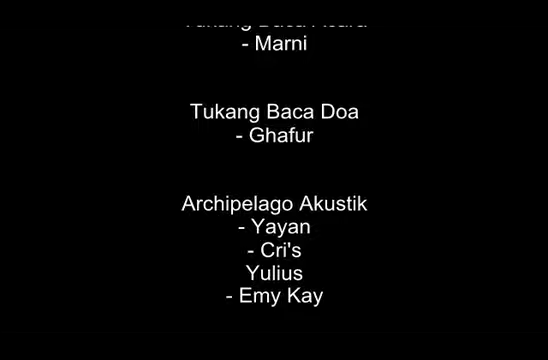 - Marni
Tukang Baca Doa
- Ghafur
Archipelago Akustik
- Yayan
- Cri's
Yulius
- Emy Kay